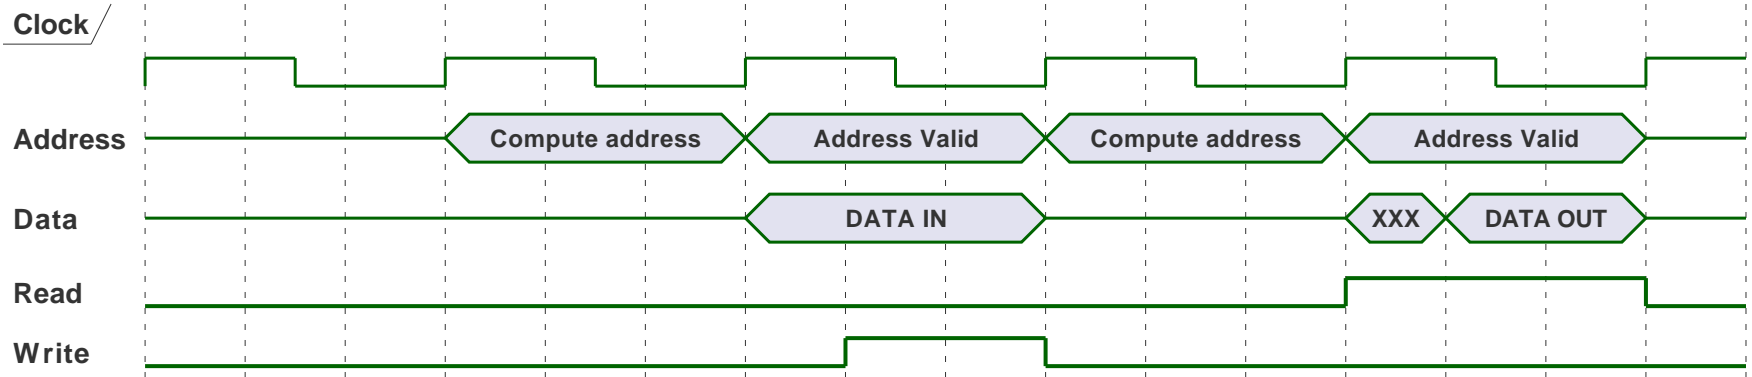 Clock
Address Compute address Address Valid Compute address Address Valid
Data DATA IN XXX DATA OUT
Read
Write